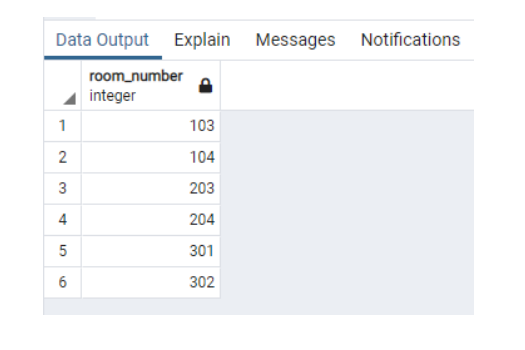 Data Output Explain Messages Notifications
room_number
integer
1 103
2 104
3 203
4 204
5 301
6 302